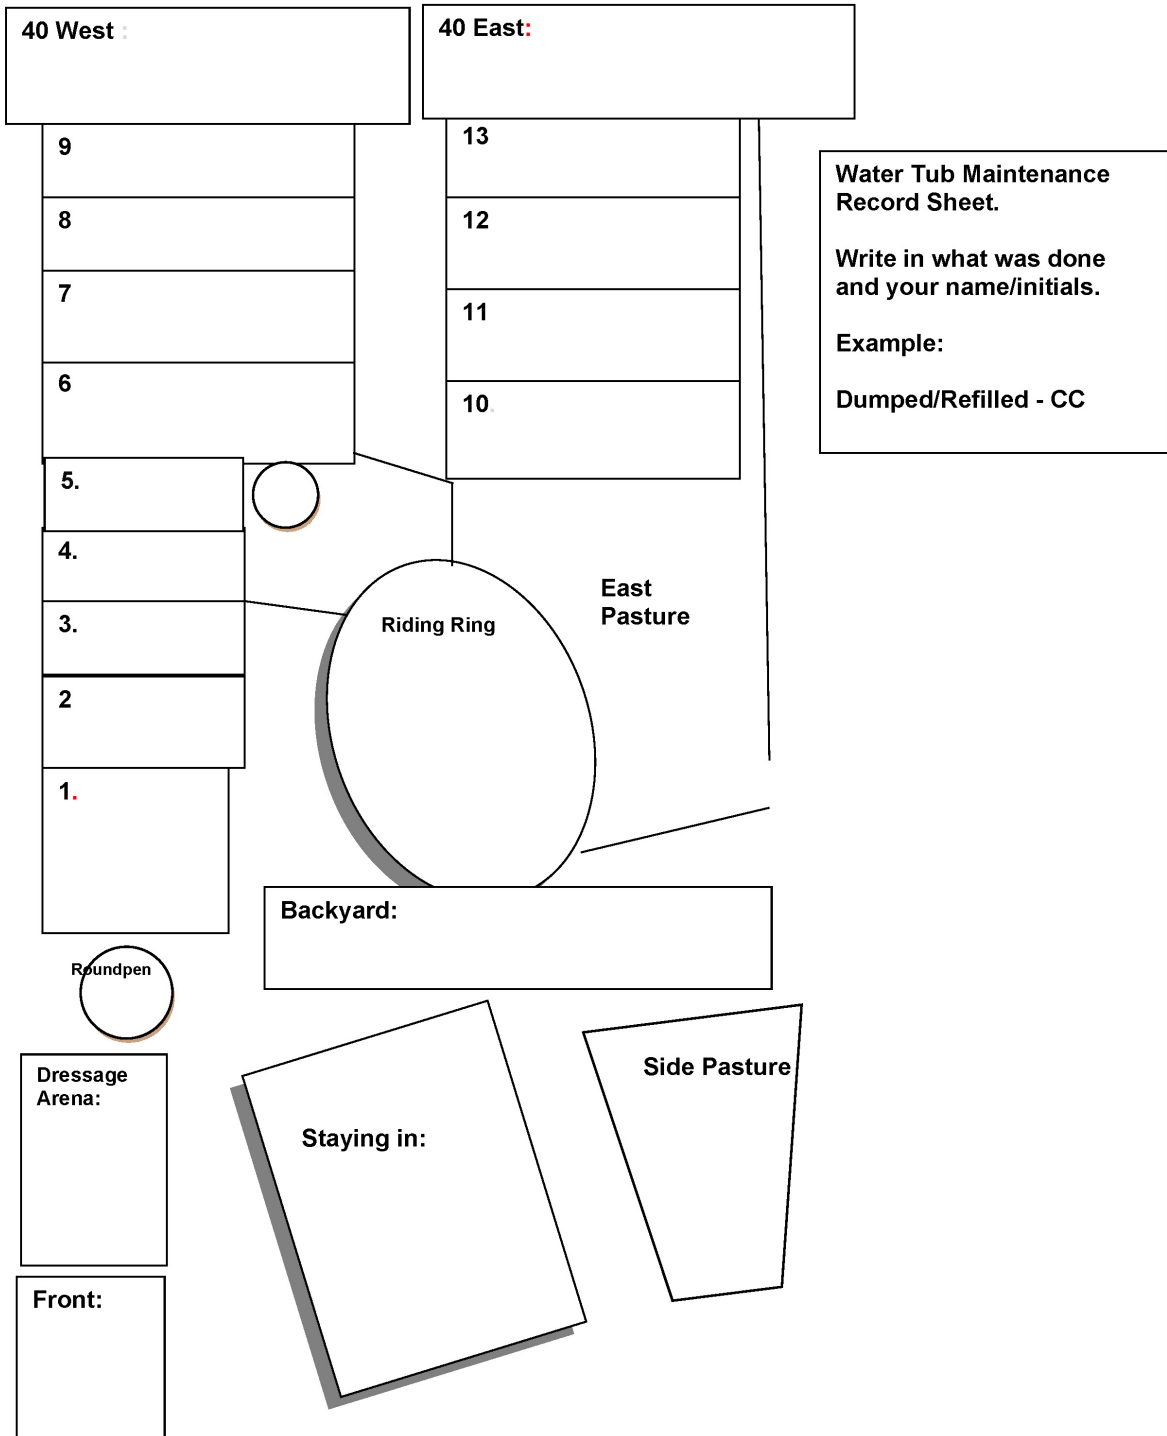 40 West :
40 East:
9
8
7
6
5.
4.
3.
2
1.
13
12
11
10.
Water Tub Maintenance
Record Sheet.
Write in what was done
and your name/initials.
Example:
Dumped/Refilled - CC
East
Pasture
Riding Ring
Backyard:
Roundpen
Dressage
Arena:
Staying in:
Side Pasture
Front: